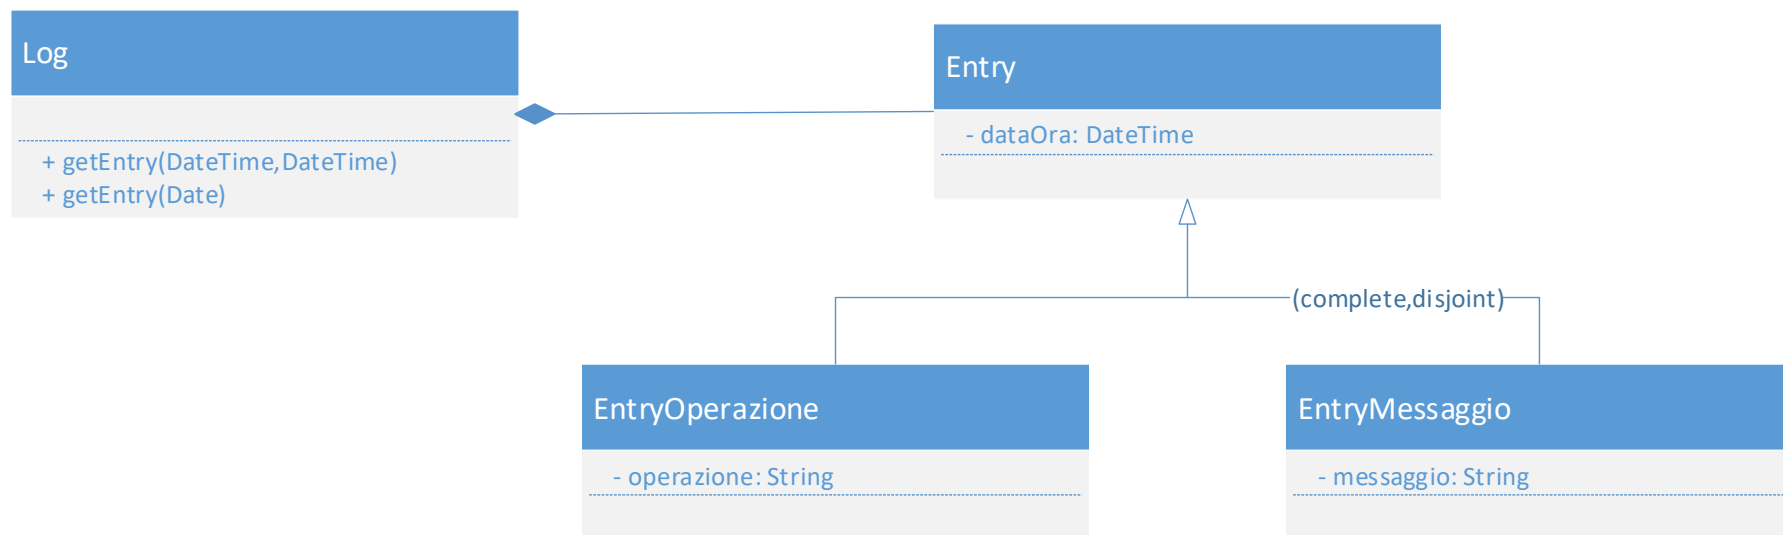 Log
+ getEntry(DateTime,DateTime)
+ getEntry(Date)
Entry
- dataOra: DateTime
(complete,disjoint)
EntryOperazione
- operazione: String
EntryMessaggio
- messaggio: String